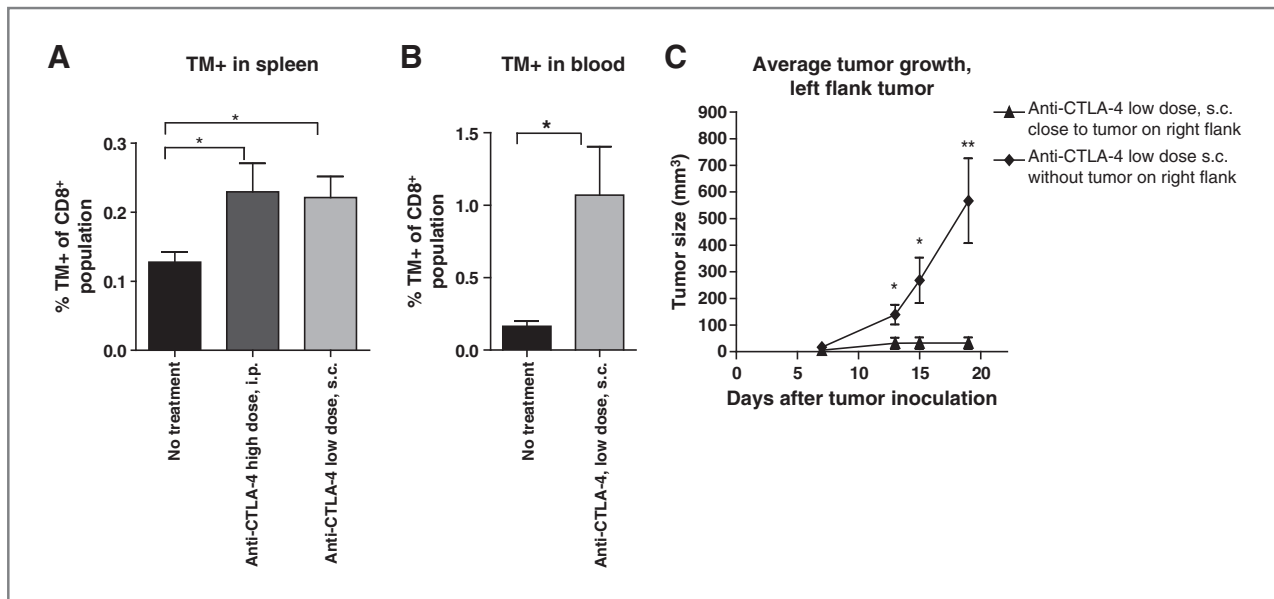 A
TM+ in spleen
% TM+ of CD8+
population
0.3
0.2
0.1
0.0
*
*
No treatment
Anti-CTLA-4 high dose, i.p.
Anti-CTLA-4 low dose, s.c.
B
TM+ in blood
% TM+ of CD8+
population
1.5
1.0
0.5
0.0
*
No treatment
Anti-CTLA-4, low dose, s.c.
C
Average tumor growth,
left flank tumor
Tumor size (mm³)
900
800
700
600
500
400
300
200
100
0
*
*
**
0 5 10 15 20
Days after tumor inoculation
Anti-CTLA-4 low dose, s.c.
close to tumor on right flank
Anti-CTLA-4 low dose s.c.
without tumor on right flank